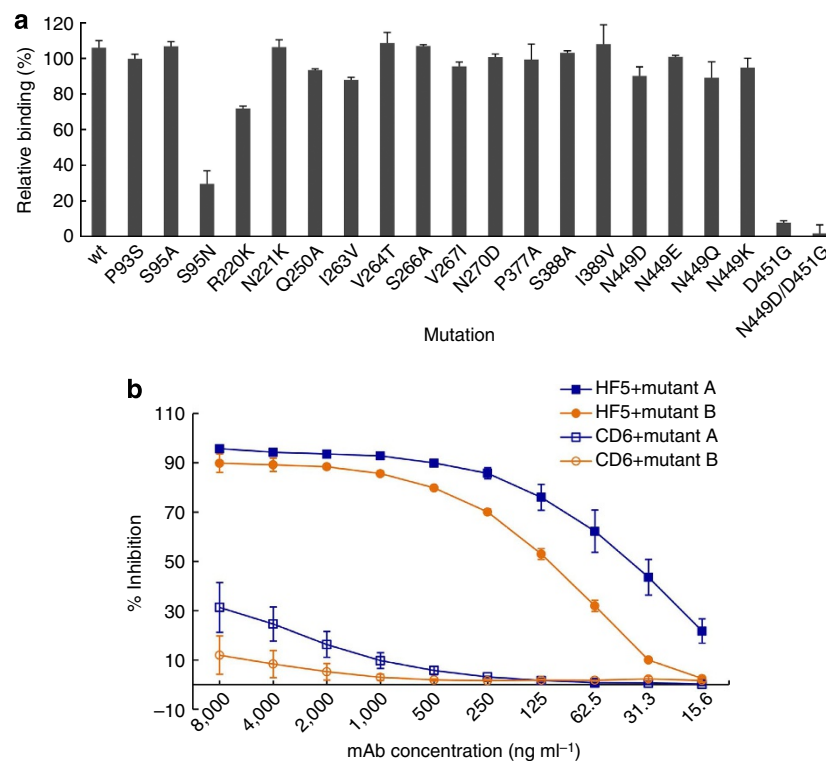 a
Relative binding (%)
120
100
80
60
40
20
0
wt
P93S
S95A
S95N
R220K
N221K
Q250A
I263V
V264T
S266A
V267I
N270D
P377A
S388A
I389V
N449D
N449E
N449Q
N449K
D451G
N449D/D451G
Mutation
b
HF5+mutant A
HF5+mutant B
CD6+mutant A
CD6+mutant B
% Inhibition
110
90
70
50
30
10
–10
8,000
4,000
2,000
1,000
500
250
125
62.5
31.3
15.6
mAb concentration (ng ml⁻¹)